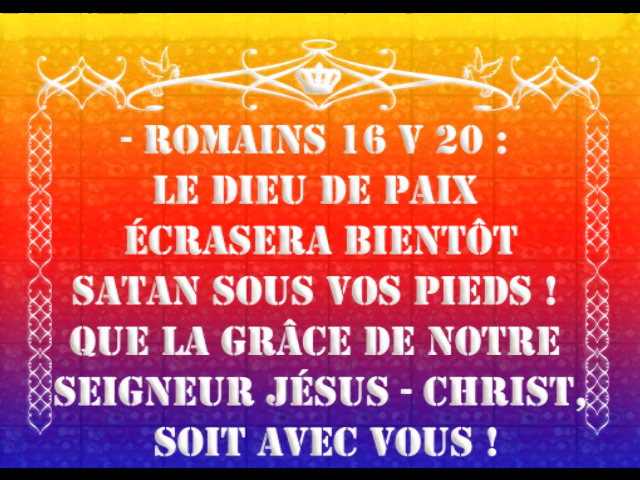 - ROMAINS 16 V 20 :
LE DIEU DE PAIX
ÉCRASERA BIENTÔT
SATAN SOUS VOS PIEDS !
QUE LA GRÂCE DE NOTRE
SEIGNEUR JÉSUS - CHRIST,
SOIT AVEC VOUS !